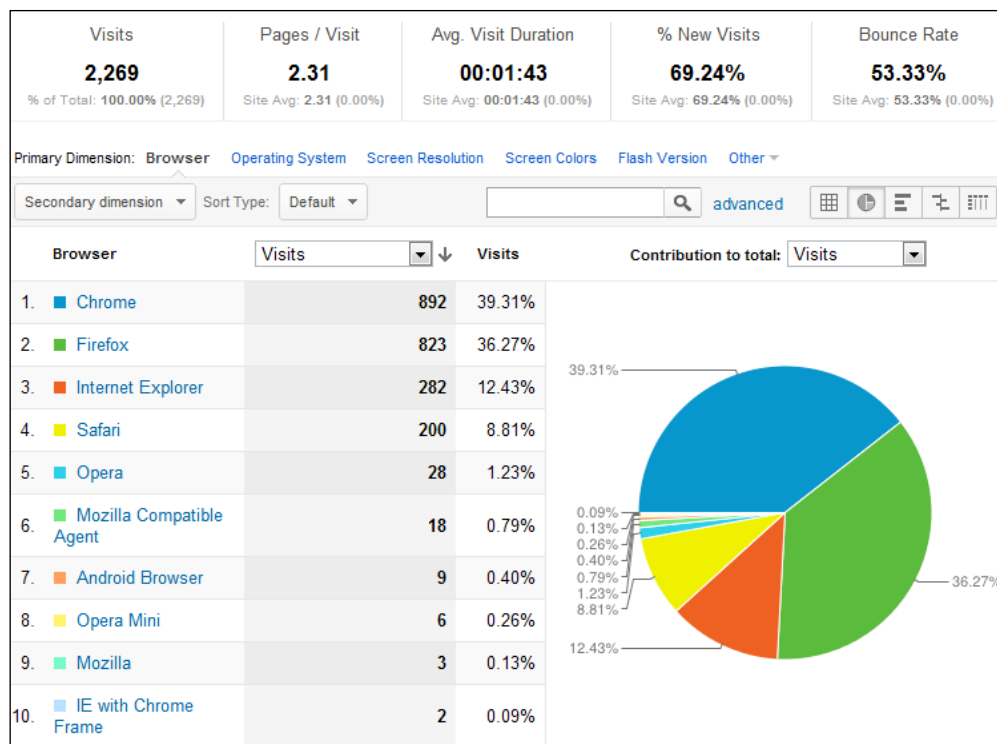 Visits Pages / Visit Avg. Visit Duration % New Visits Bounce Rate
2,269 2.31 00:01:43 69.24% 53.33%
% of Total: 100.00% (2,269) Site Avg: 2.31 (0.00%) Site Avg: 00:01:43 (0.00%) Site Avg: 69.24% (0.00%) Site Avg: 53.33% (0.00%)
Primary Dimension: Browser Operating System Screen Resolution Screen Colors Flash Version Other
Secondary dimension Sort Type: Default advanced
Browser Visits Visits Contribution to total: Visits
1. Chrome 892 39.31%
2. Firefox 823 36.27%
3. Internet Explorer 282 12.43%
4. Safari 200 8.81%
5. Opera 28 1.23%
6. Mozilla Compatible
Agent 18 0.79%
7. Android Browser 9 0.40%
8. Opera Mini 6 0.26%
9. Mozilla 3 0.13%
10. IE with Chrome
Frame 2 0.09%
39.31%
0.09%
0.13%
0.26%
0.40%
0.79%
1.23%
8.81%
12.43%
36.27%